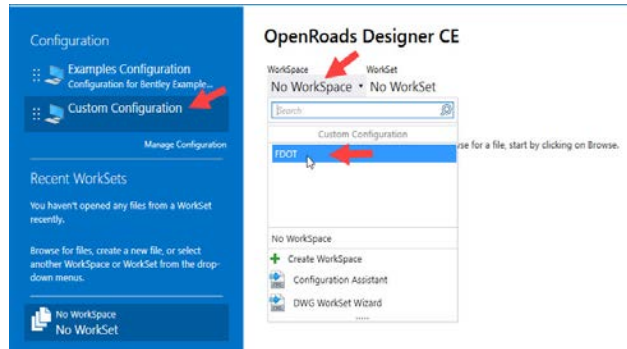 Configuration
Examples Configuration
Configuration for Bentley Example...
Custom Configuration
Manage Configuration
Recent WorkSets
You haven't opened any files from a WorkSet
recently.
Browse for files, create a new file, or select
another WorkSpace or WorkSet from the drop-
down menus.
No WorkSpace
No WorkSet
OpenRoads Designer CE
WorkSpace WorkSet
No WorkSpace No WorkSet
Search
Custom Configuration
FDOT
se for a file, start by clicking on Browse.
No WorkSpace
Create WorkSpace
Configuration Assistant
DWG WorkSet Wizard